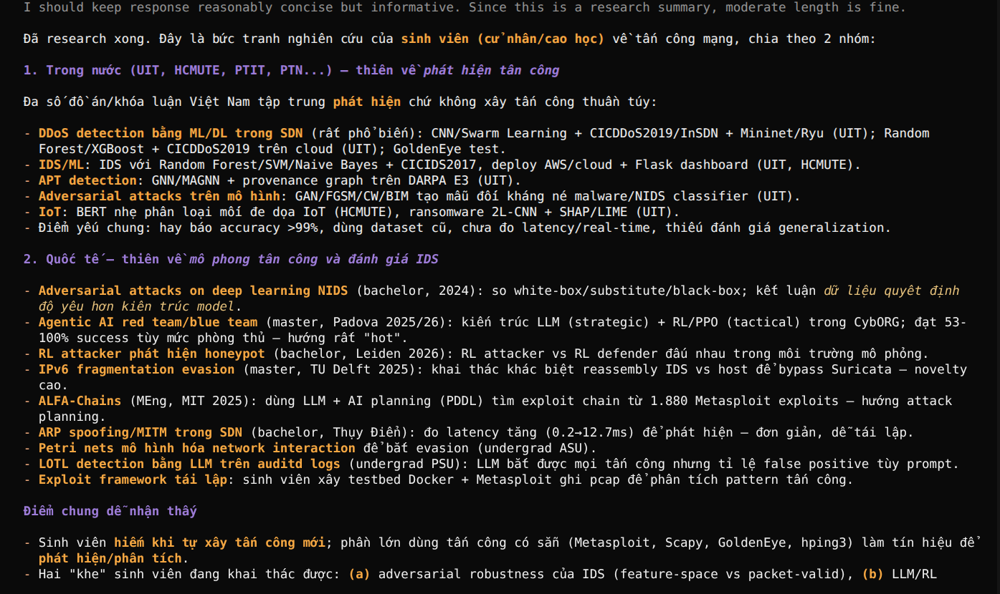 I should keep response reasonably concise but informative. Since this is a research summary, moderate length is fine.
Đã research xong. Đây là bức tranh nghiên cứu của sinh viên (cử nhân/cao học) về tấn công mạng, chia theo 2 nhóm:
1. Trong nước (UIT, HCMUTE, PTIT, PTN...) — thiên về phát hiện tân công
Đa số đồ án/khóa luận Việt Nam tập trung phát hiện chứ không xây tấn công thuần túy:
- DDoS detection bằng ML/DL trong SDN (rất phổ biến): CNN/Swarm Learning + CICDDoS2019/InSDN + Mininet/Ryu (UIT); Random
Forest/XGBoost + CICDDoS2019 trên cloud (UIT); GoldenEye test.
- IDS/ML: IDS với Random Forest/SVM/Naive Bayes + CICIDS2017, deploy AWS/cloud + Flask dashboard (UIT, HCMUTE).
- APT detection: GNN/MAGNN + provenance graph trên DARPA E3 (UIT).
- Adversarial attacks trên mô hình: GAN/FGSM/CW/BIM tạo mẫu đối kháng né malware/NIDS classifier (UIT).
- IoT: BERT nhẹ phân loại mối đe dọa IoT (HCMUTE), ransomware 2L-CNN + SHAP/LIME (UIT).
- Điểm yếu chung: hay báo accuracy >99%, dùng dataset cũ, chưa đo latency/real-time, thiếu đánh giá generalization.
2. Quốc tế — thiên về mô phong tân công và đánh giá IDS
- Adversarial attacks on deep learning NIDS (bachelor, 2024): so white-box/substitute/black-box; kết luận dữ liệu quyết định
độ yêu hơn kiên trúc model.
- Agentic AI red team/blue team (master, Padova 2025/26): kiến trúc LLM (strategic) + RL/PPO (tactical) trong CybORG; đạt 53-
100% success tùy mức phòng thủ — hướng rất "hot".
- RL attacker phát hiện honeypot (bachelor, Leiden 2026): RL attacker vs RL defender đấu nhau trong môi trường mô phỏng.
- IPv6 fragmentation evasion (master, TU Delft 2025): khai thác khác biệt reassembly IDS vs host để bypass Suricata — novelty
cao.
- ALFA-Chains (MEng, MIT 2025): dùng LLM + AI planning (PDDL) tìm exploit chain từ 1.880 Metasploit exploits — hướng attack
planning.
- ARP spoofing/MITM trong SDN (bachelor, Thụy Điển): đo latency tăng (0.2→12.7ms) để phát hiện — đơn giản, dễ tái lập.
- Petri nets mô hình hóa network interaction để bắt evasion (undergrad ASU).
- LOTL detection bằng LLM trên auditd logs (undergrad PSU): LLM bắt được mọi tấn công nhưng tỉ lệ false positive tùy prompt.
- Exploit framework tái lập: sinh viên xây testbed Docker + Metasploit ghi pcap để phân tích pattern tấn công.
Điểm chung dễ nhận thấy
- Sinh viên hiếm khi tự xây tấn công mới; phần lớn dùng tấn công có sẵn (Metasploit, Scapy, GoldenEye, hping3) làm tín hiệu để
phát hiện/phân tích.
- Hai "khe" sinh viên đang khai thác được: (a) adversarial robustness của IDS (feature-space vs packet-valid), (b) LLM/RL